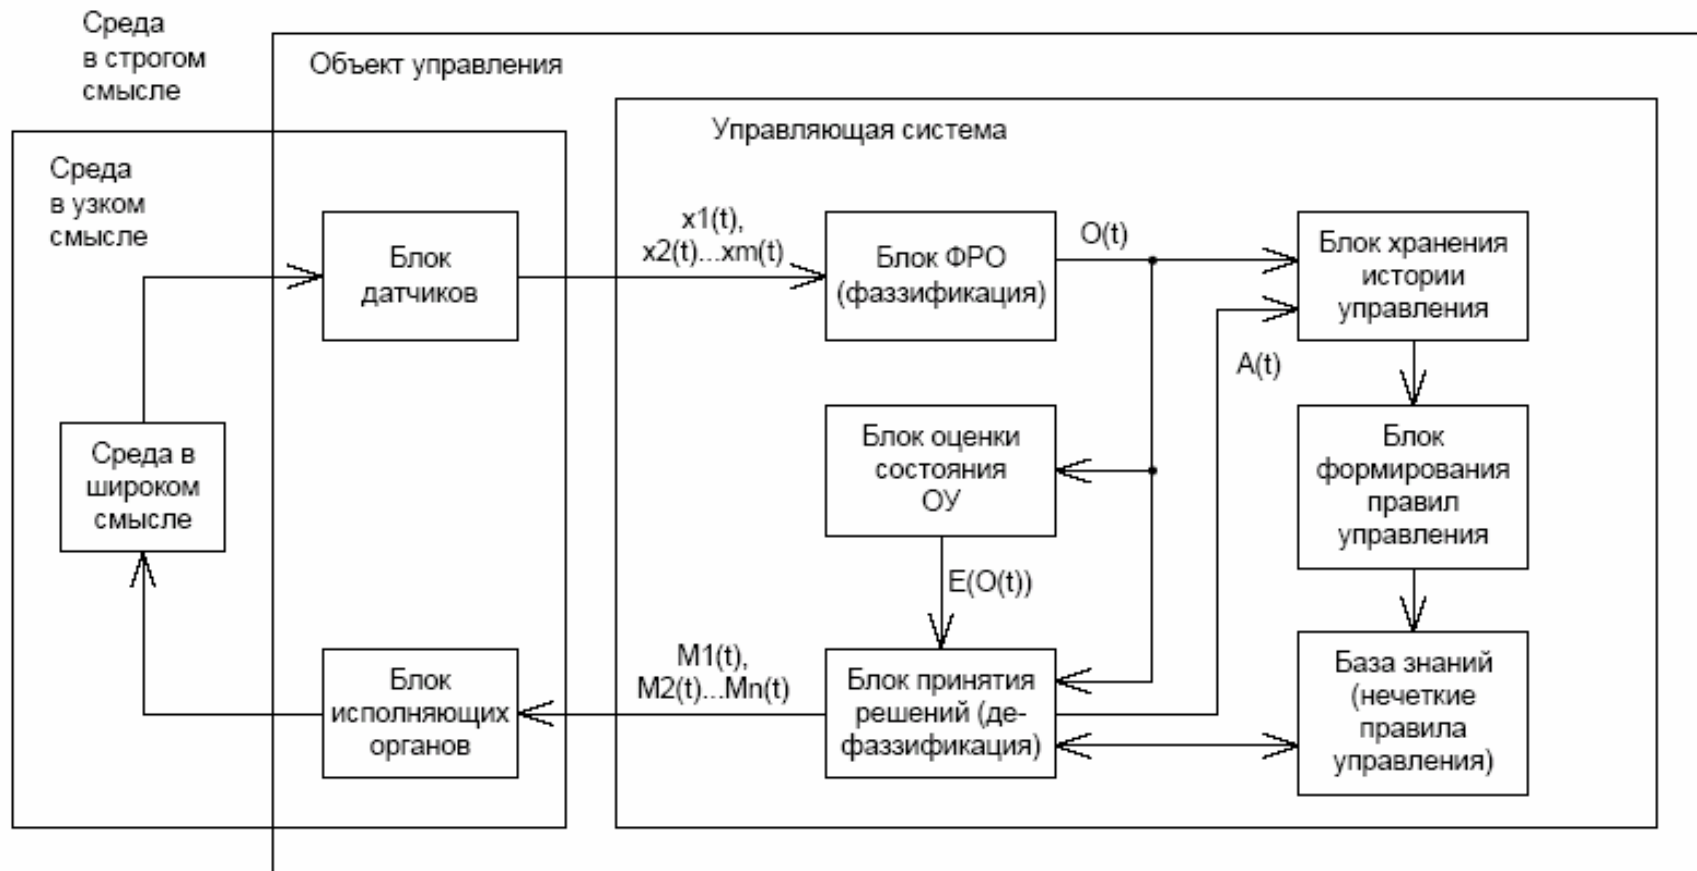 Среда
в строгом
смысле
Объект управления
Управляющая система
Среда
в узком
смысле
Блок
датчиков
x1(t),
x2(t)...xm(t)
Блок ФРО
(фаззификация)
O(t)
Блок хранения
истории
управления
A(t)
Среда в
широком
смысле
Блок оценки
состояния
ОУ
Блок
формирования
правил
управления
E(O(t))
Блок
исполняющих
органов
M1(t),
M2(t)...Mn(t)
Блок принятия
решений (де-
фаззификация)
База знаний
(нечеткие
правила
управления)